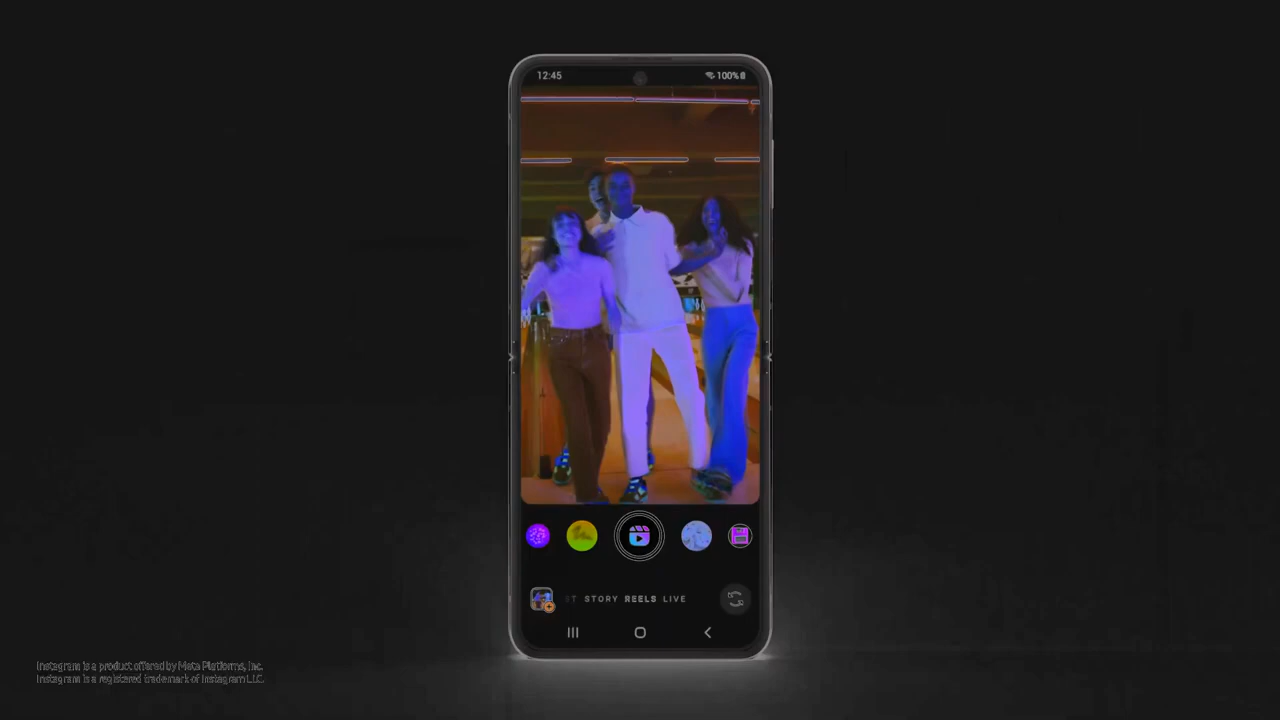 12:45
100%
STORY REELS LIVE
Instagram is a product offered by Meta Platforms, Inc.
Instagram is a registered trademark of Instagram LLC.